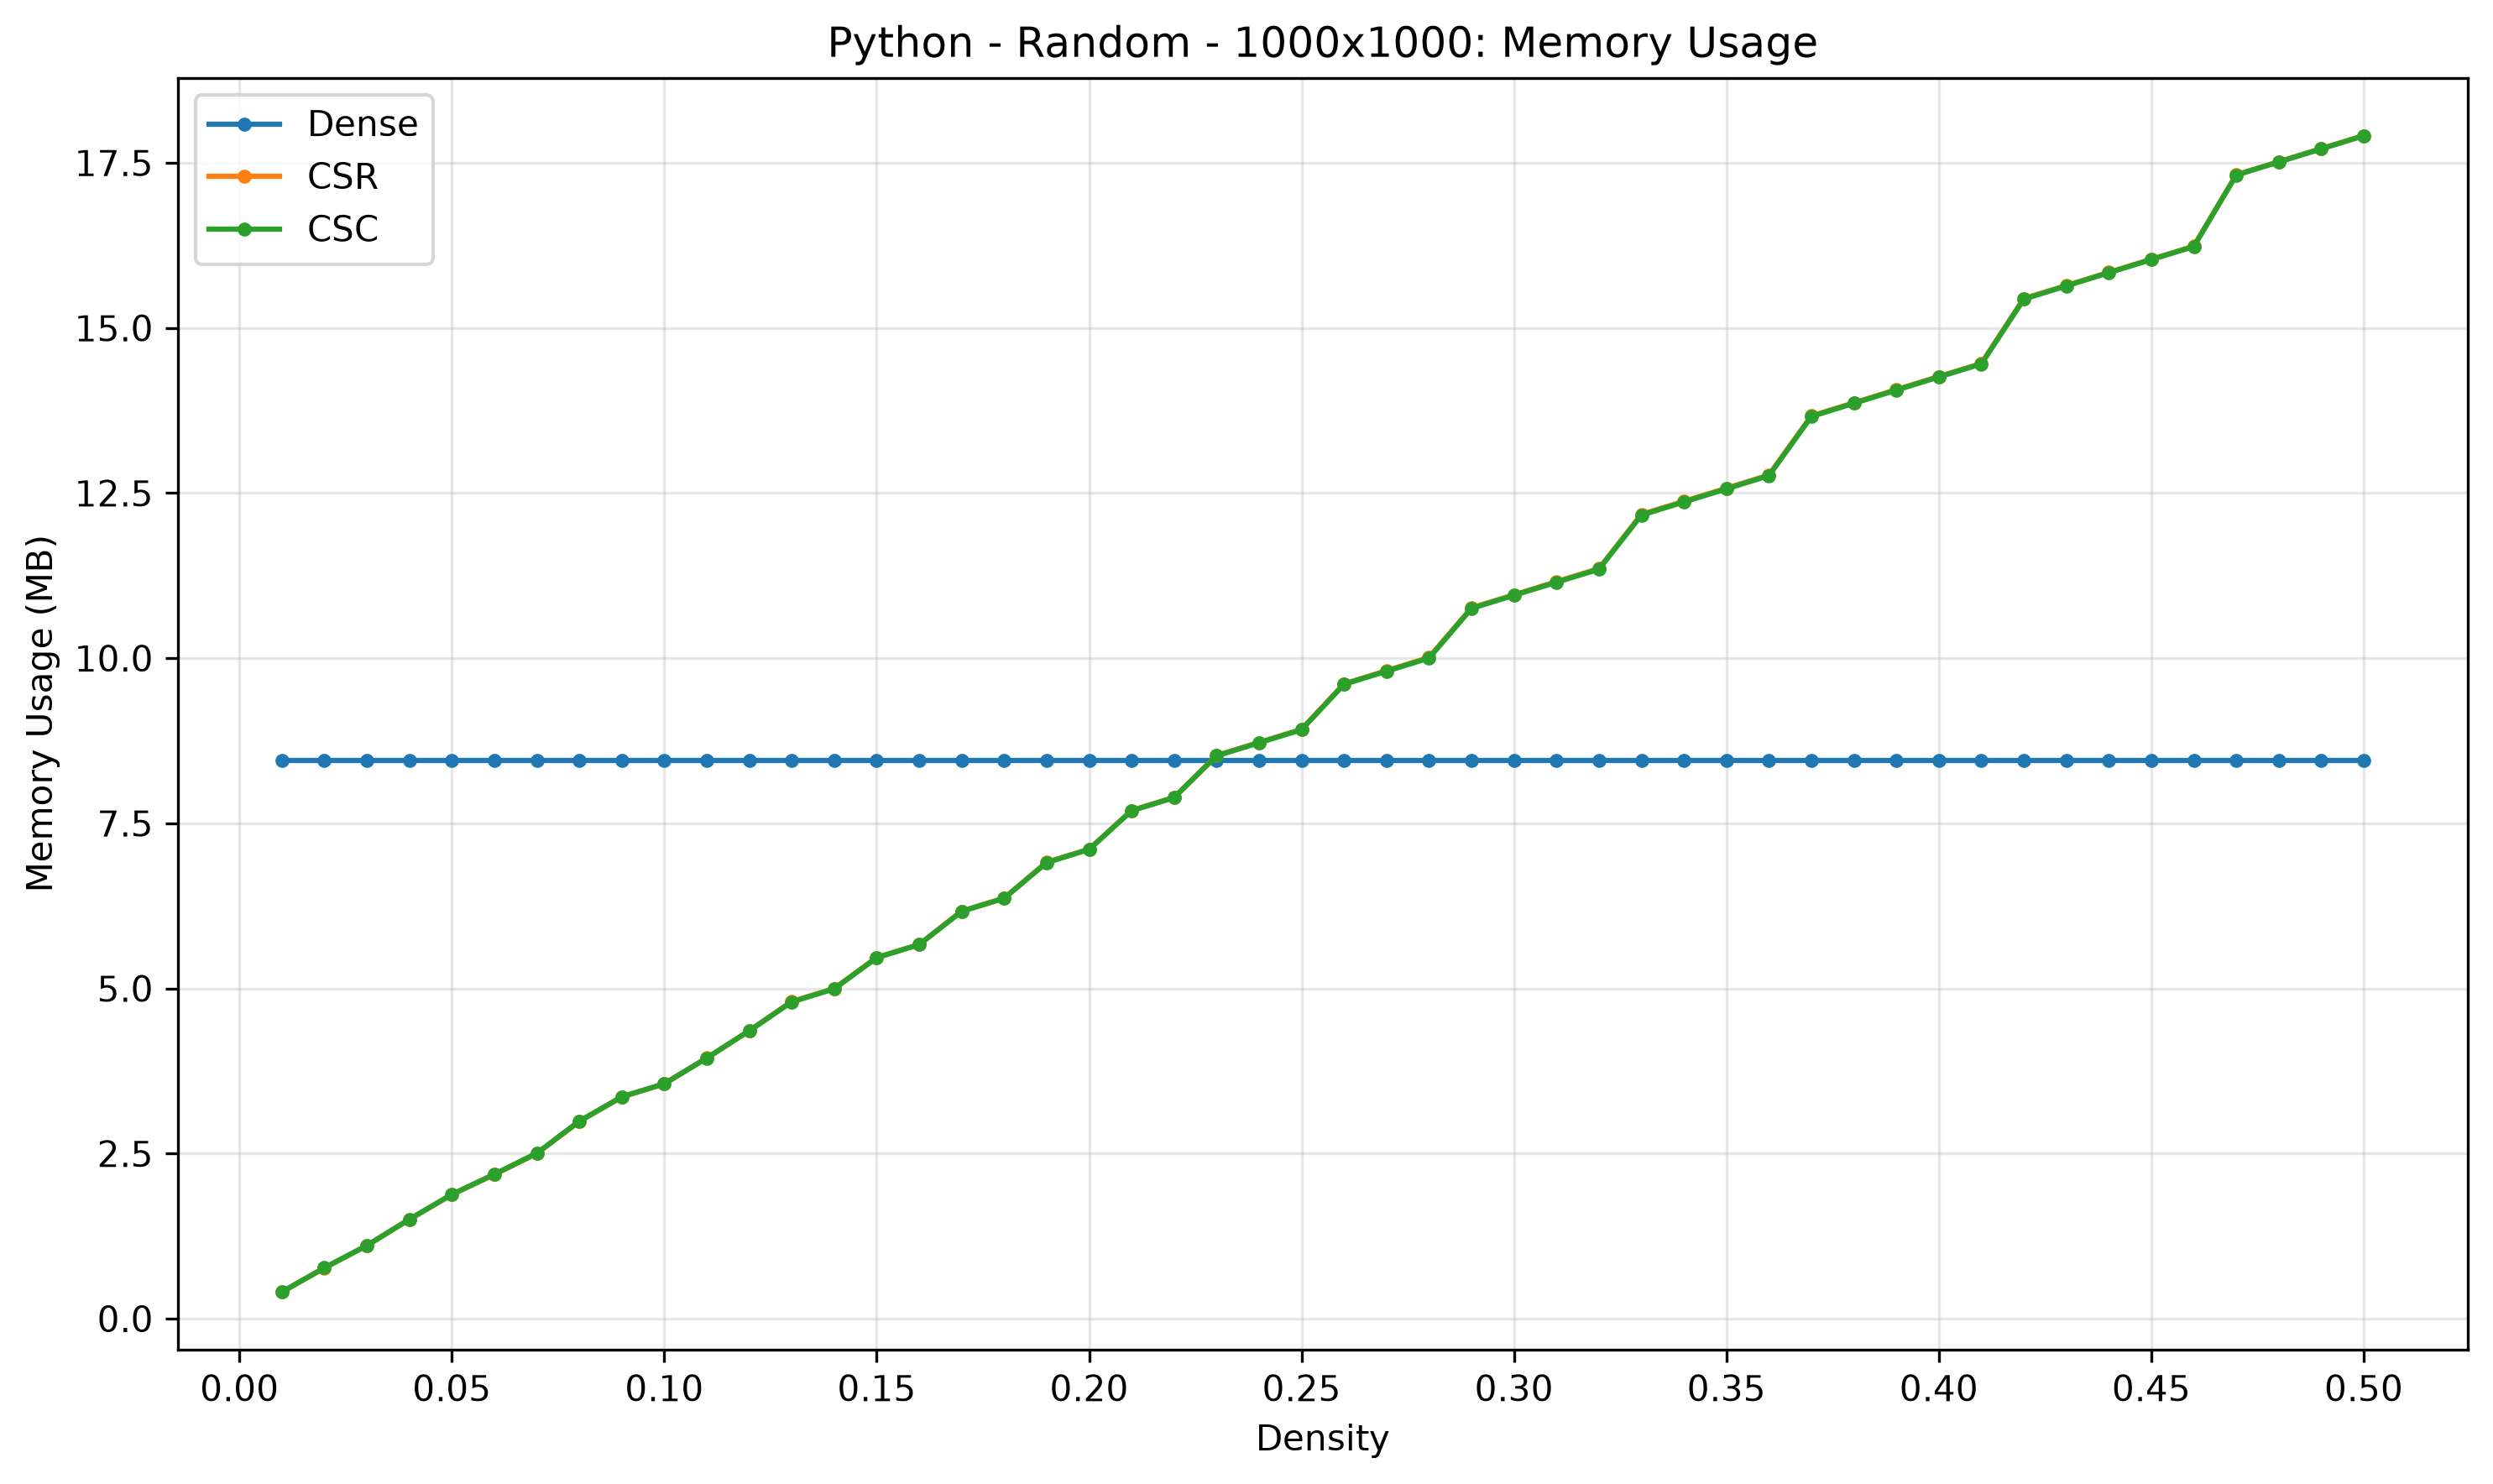 Python - Random - 1000x1000: Memory Usage
Dense
CSR
CSC
Memory Usage (MB)
17.5
15.0
12.5
10.0
7.5
5.0
2.5
0.0
0.00 0.05 0.10 0.15 0.20 0.25 0.30 0.35 0.40 0.45 0.50
Density